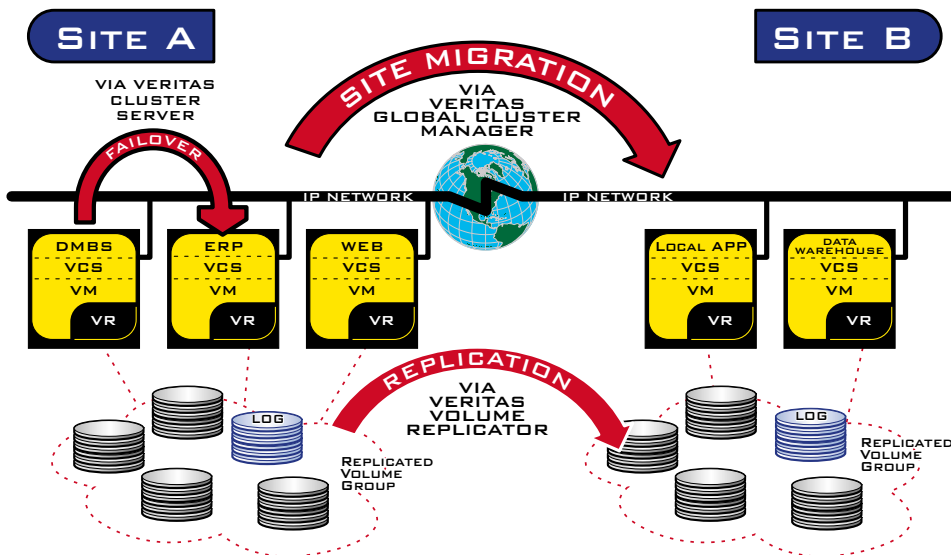 SITE A
SITE B
VIA VERITAS
CLUSTER
SERVER
FAILOVER
SITE MIGRATION
VIA
VERITAS
GLOBAL CLUSTER
MANAGER
IP NETWORK
IP NETWORK
DMBS
VCS
VM
VR
ERP
VCS
VM
VR
WEB
VCS
VM
VR
LOCAL APP
VCS
VM
VR
DATA
WAREHOUSE
VCS
VM
VR
REPLICATION
VIA
VERITAS
VOLUME
REPLICATOR
LOG
REPLICATED
VOLUME
GROUP
LOG
REPLICATED
VOLUME
GROUP